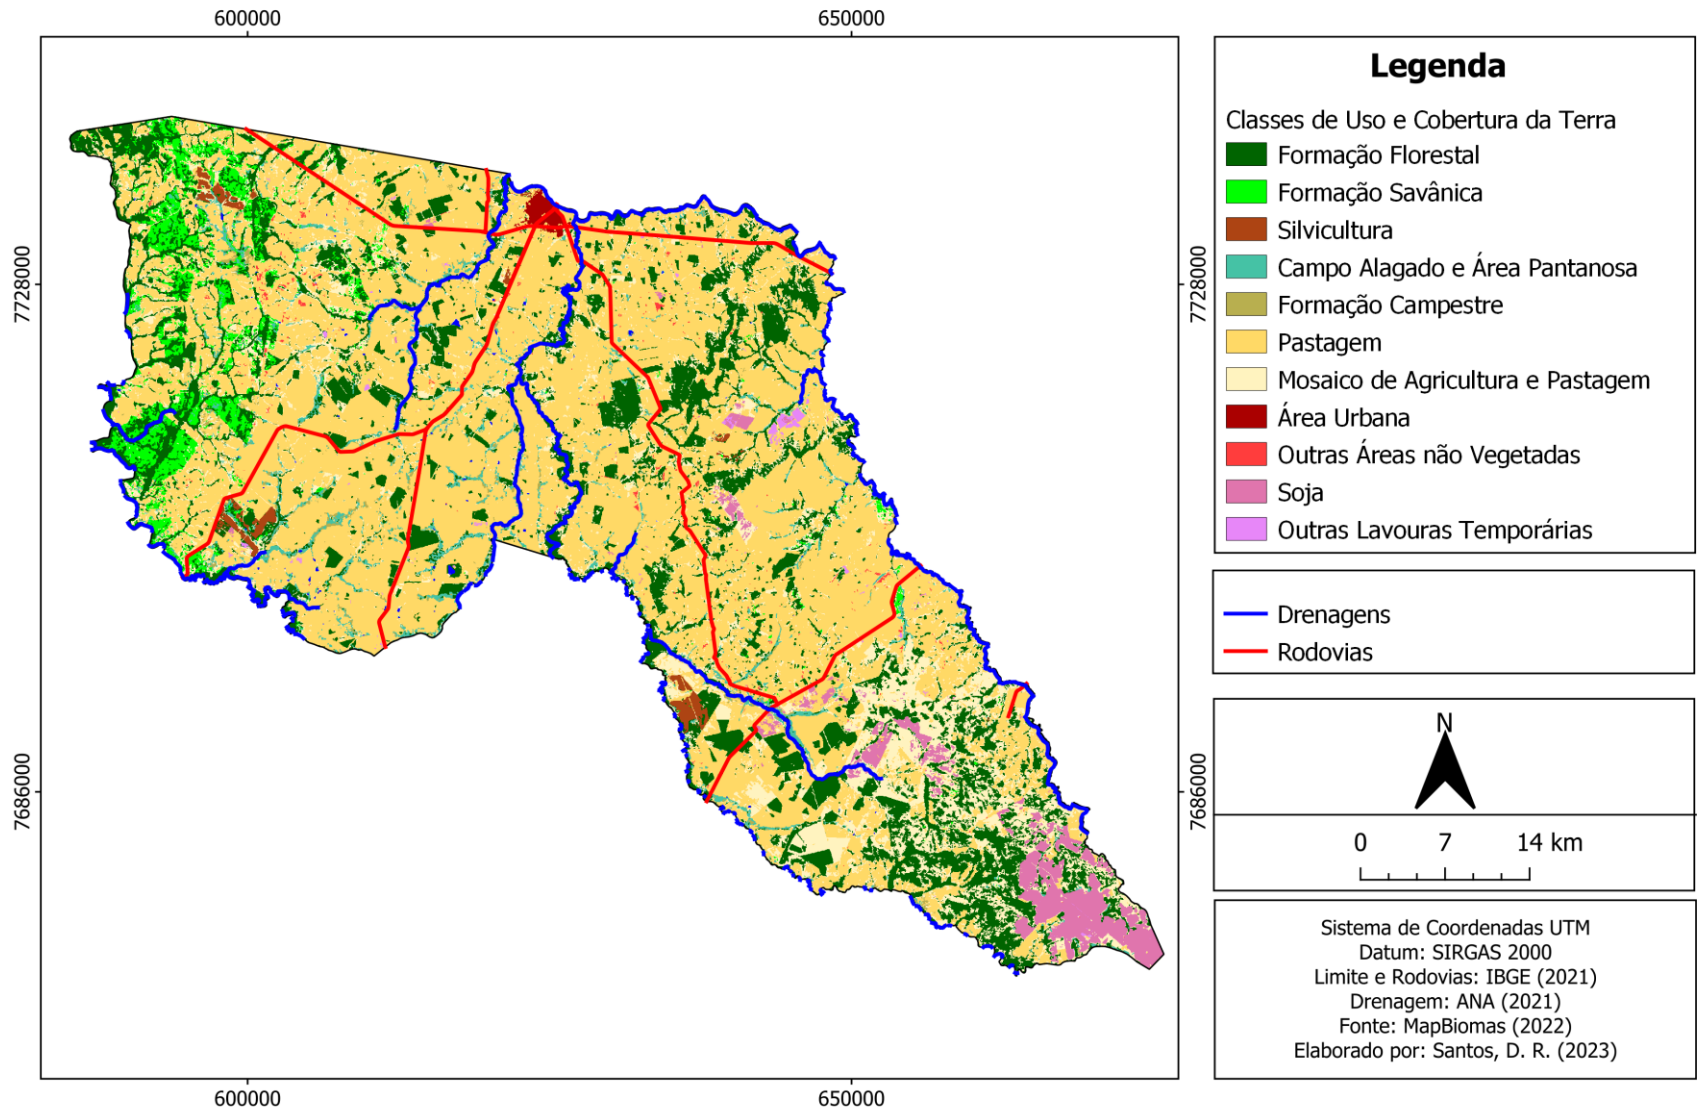 600000
650000
7728000
7728000
7686000
7686000
600000
650000
Legenda
Classes de Uso e Cobertura da Terra
Formação Florestal
Formação Savânica
Silvicultura
Campo Alagado e Área Pantanosa
Formação Campestre
Pastagem
Mosaico de Agricultura e Pastagem
Área Urbana
Outras Áreas não Vegetadas
Soja
Outras Lavouras Temporárias
Drenagens
Rodovias
N
0 7 14 km
Sistema de Coordenadas UTM
Datum: SIRGAS 2000
Limite e Rodovias: IBGE (2021)
Drenagem: ANA (2021)
Fonte: MapBiomas (2022)
Elaborado por: Santos, D. R. (2023)